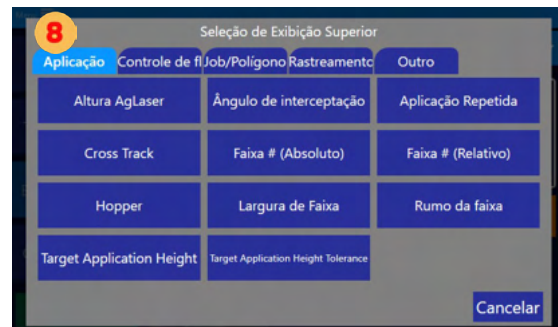 8
Seleção de Exibição Superior
Aplicação Controle de fl Job/Polígono Rastreamento Outro
Altura AgLaser Ângulo de interceptação Aplicação Repetida
Cross Track Faixa # (Absoluto) Faixa # (Relativo)
Hopper Largura de Faixa Rumo da faixa
Target Application Height Target Application Height Tolerance
Cancelar